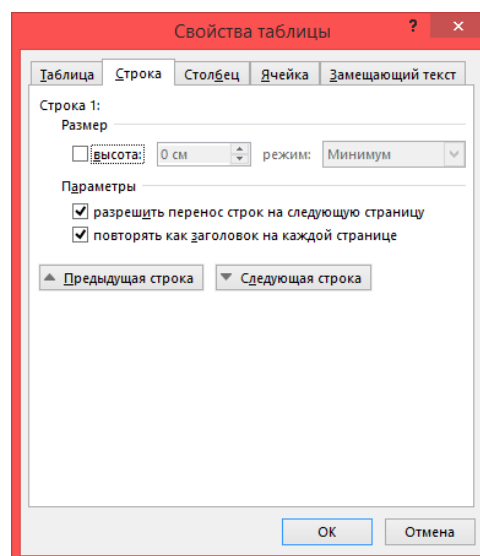 Свойства таблицы ? ×
Таблица Строка Столбец Ячейка Замещающий текст
Строка 1:
Размер
высота: 0 см режим: Минимум
Параметры
разрешить перенос строк на следующую страницу
повторять как заголовок на каждой странице
Предыдущая строка Следующая строка
ОК Отмена